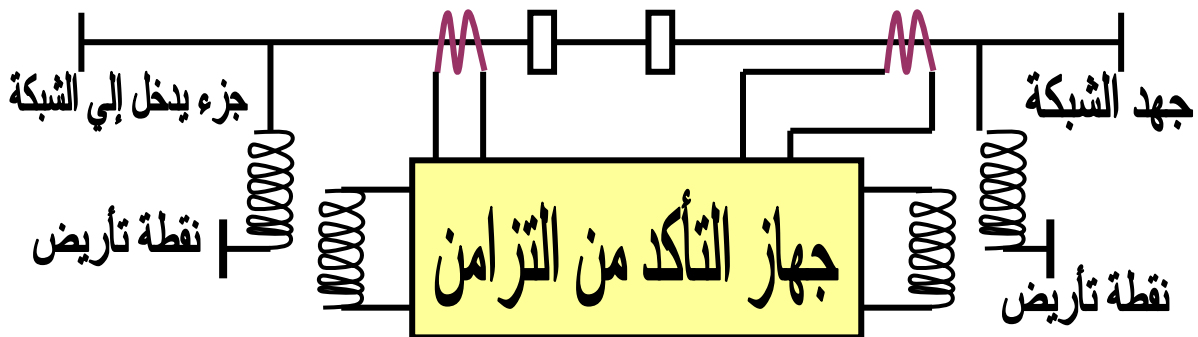 جهد الشبكة
جزء يدخل إلي الشبكة
نقطة تأريض
جهاز التأكد من التزامن
نقطة تأريض